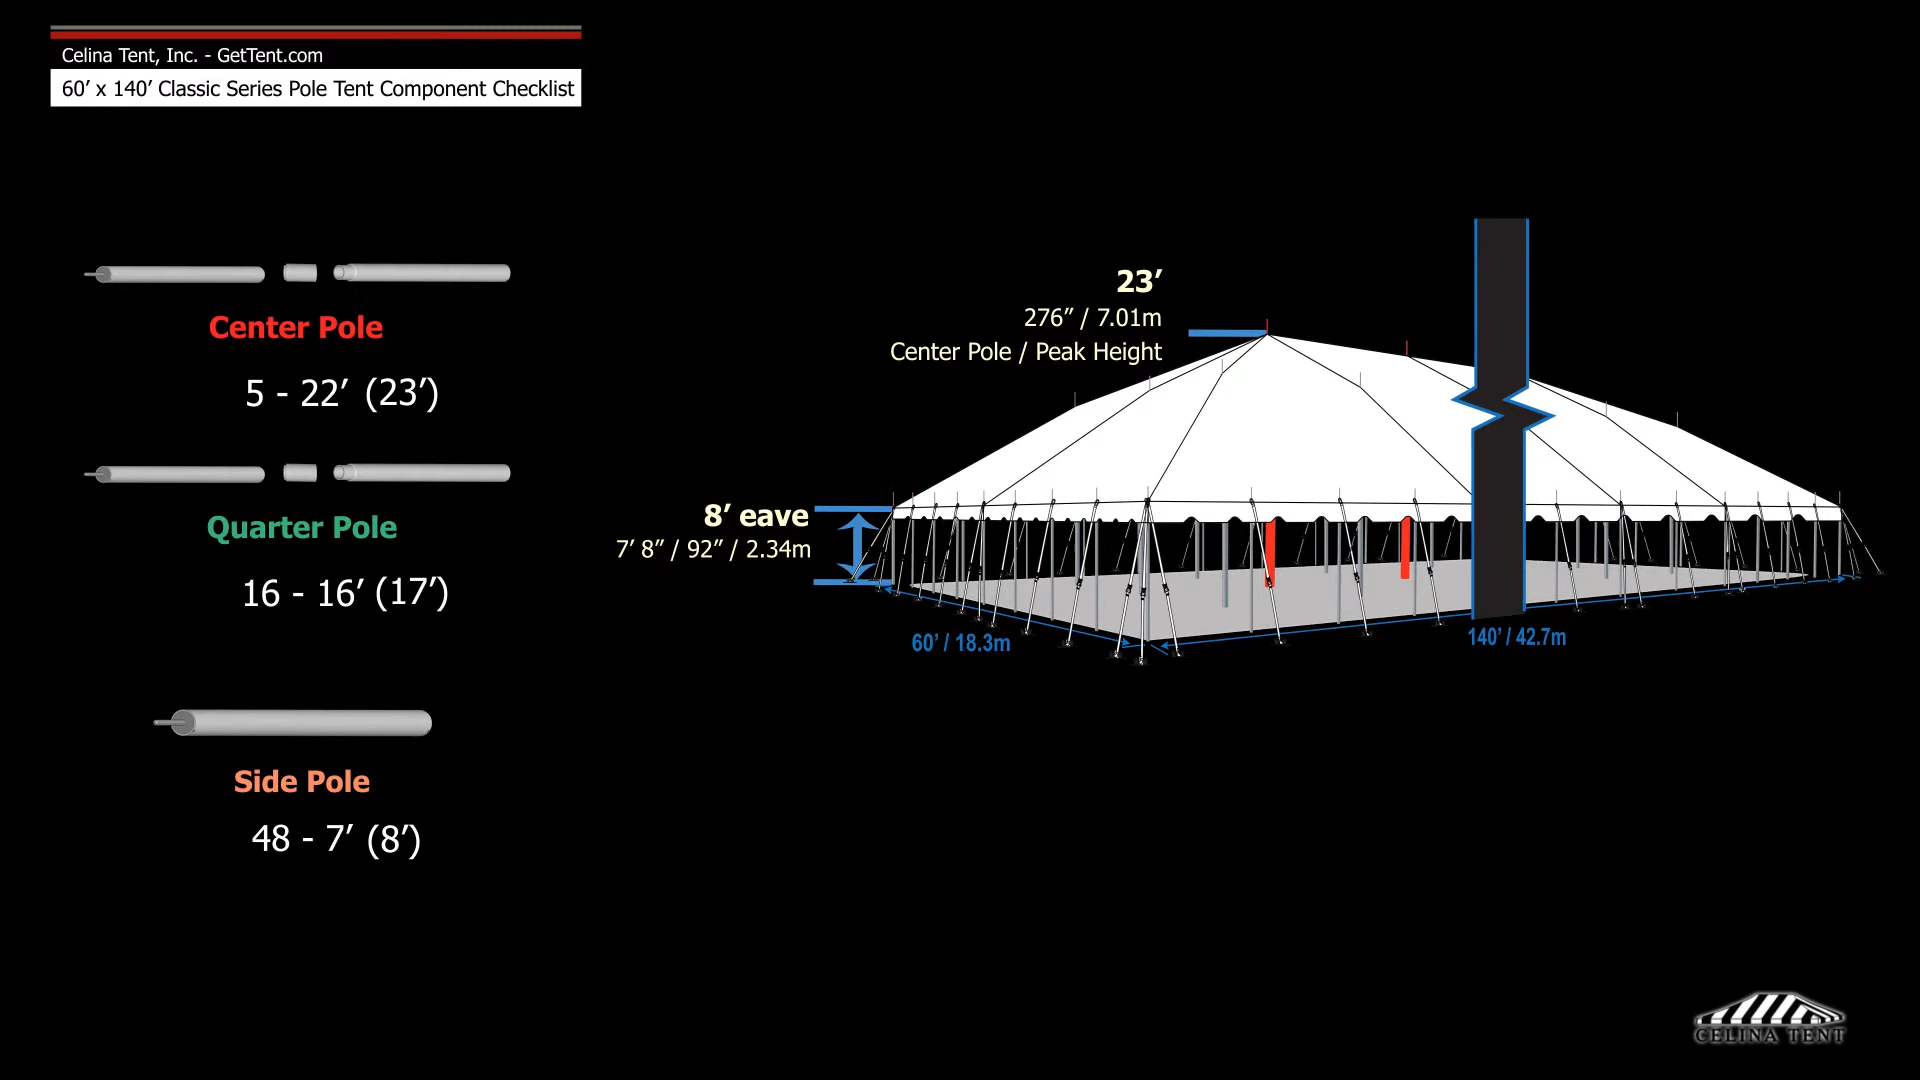 Celina Tent, Inc. - GetTent.com
60’ x 140’ Classic Series Pole Tent Component Checklist
Center Pole
5 - 22’ (23’)
Quarter Pole
16 - 16’ (17’)
Side Pole
48 - 7’ (8’)
23’
276” / 7.01m
Center Pole / Peak Height
8’ eave
7’ 8” / 92” / 2.34m
60’ / 18.3m
140’ / 42.7m
CELINA TENT